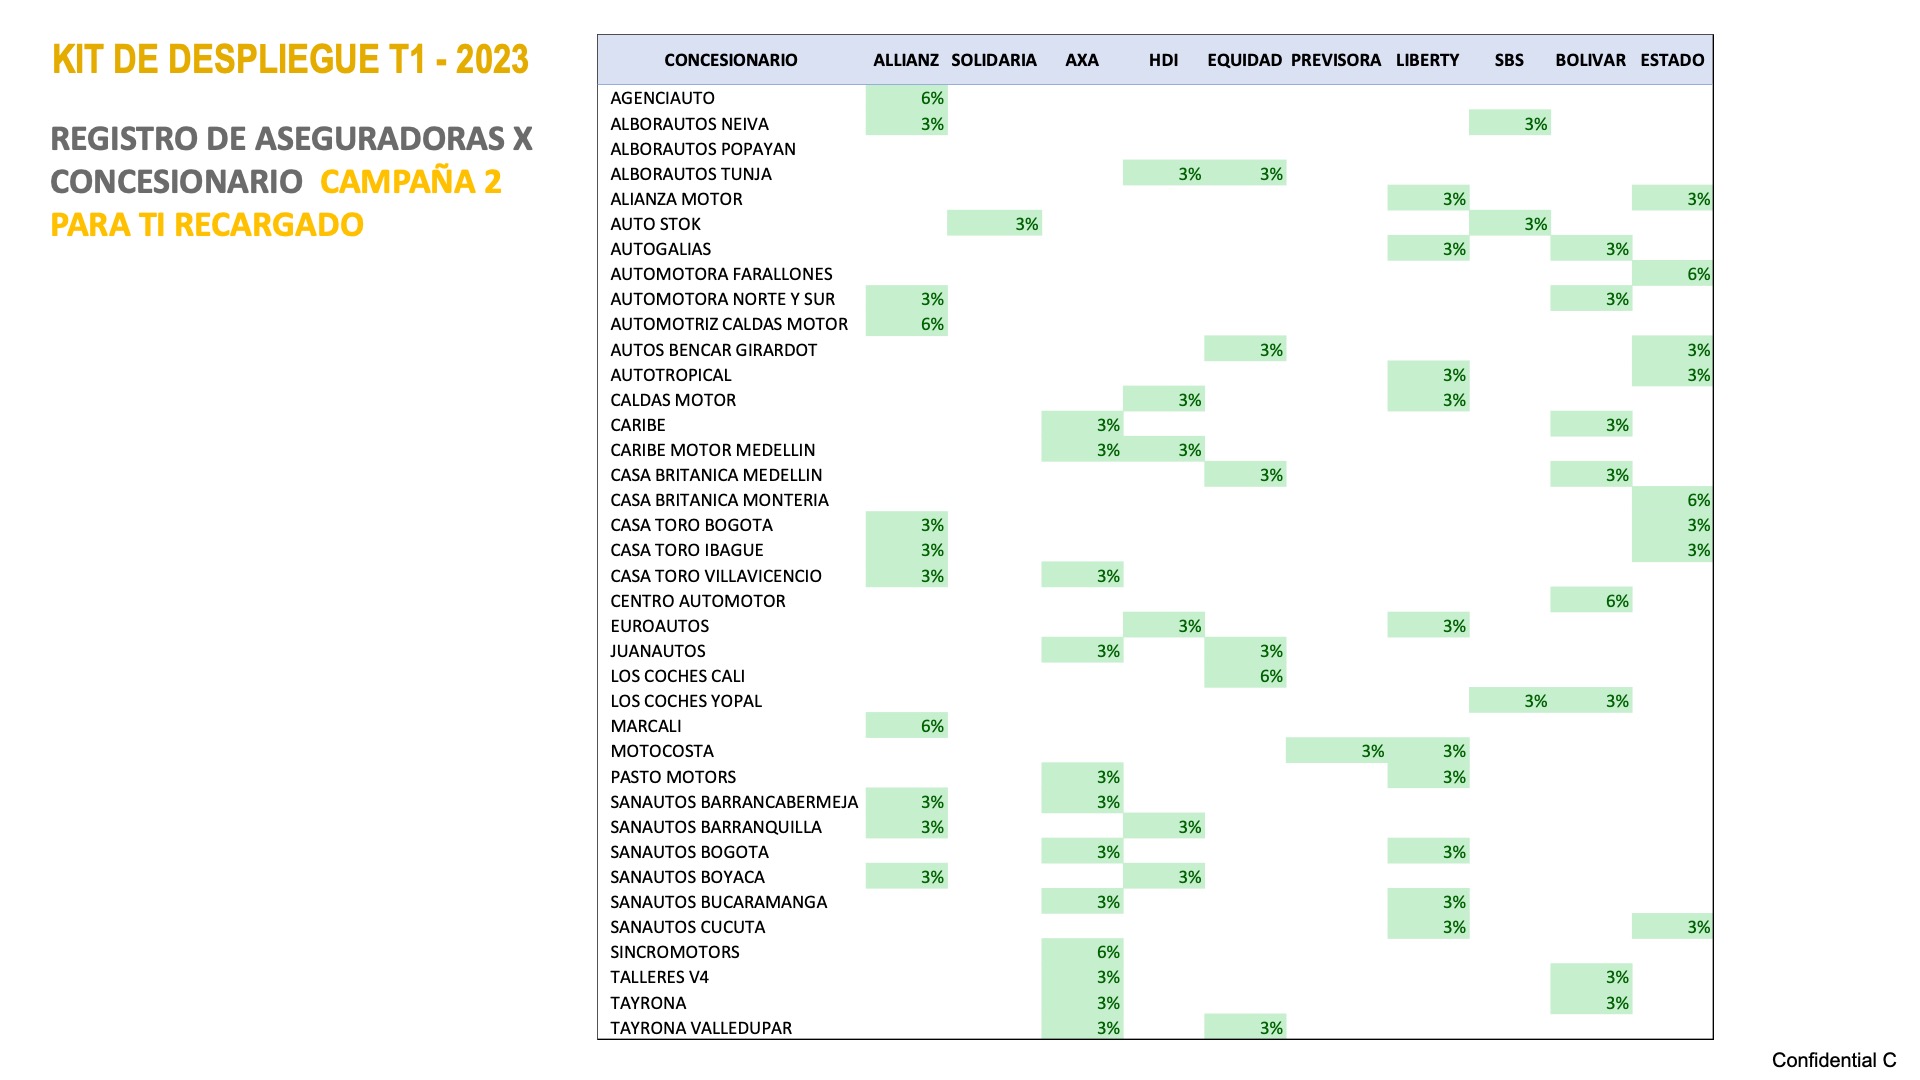 KIT DE DESPLIEGUE T1 - 2023
REGISTRO DE ASEGURADORAS X
CONCESIONARIO CAMPAÑA 2
PARA TI RECARGADO
CONCESIONARIO ALLIANZ SOLIDARIA AXA HDI EQUIDAD PREVISORA LIBERTY SBS BOLIVAR ESTADO
AGENCIAUTO 6%
ALBORAUTOS NEIVA 3% 3%
ALBORAUTOS POPAYAN
ALBORAUTOS TUNJA 3% 3%
ALIANZA MOTOR 3% 3%
AUTO STOK 3% 3%
AUTOGALIAS 3% 3%
AUTOMOTORA FARALLONES 6%
AUTOMOTORA NORTE Y SUR 3% 3%
AUTOMOTRIZ CALDAS MOTOR 6%
AUTOS BENCAR GIRARDOT 3% 3%
AUTOTROPICAL 3% 3%
CALDAS MOTOR 3% 3%
CARIBE 3% 3%
CARIBE MOTOR MEDELLIN 3% 3%
CASA BRITANICA MEDELLIN 3% 3%
CASA BRITANICA MONTERIA 6%
CASA TORO BOGOTA 3% 3%
CASA TORO IBAGUE 3% 3%
CASA TORO VILLAVICENCIO 3% 3%
CENTRO AUTOMOTOR 6%
EUROAUTOS 3% 3%
JUANAUTOS 3% 3%
LOS COCHES CALI 6%
LOS COCHES YOPAL 3% 3%
MARCALI 6%
MOTOCOSTA 3% 3%
PASTO MOTORS 3% 3%
SANAUTOS BARRANCABERMEJA 3% 3%
SANAUTOS BARRANQUILLA 3% 3%
SANAUTOS BOGOTA 3% 3%
SANAUTOS BOYACA 3% 3%
SANAUTOS BUCARAMANGA 3% 3%
SANAUTOS CUCUTA 3% 3%
SINCROMOTORS 6%
TALLERES V4 3% 3%
TAYRONA 3% 3%
TAYRONA VALLEDUPAR 3% 3%
Confidential C